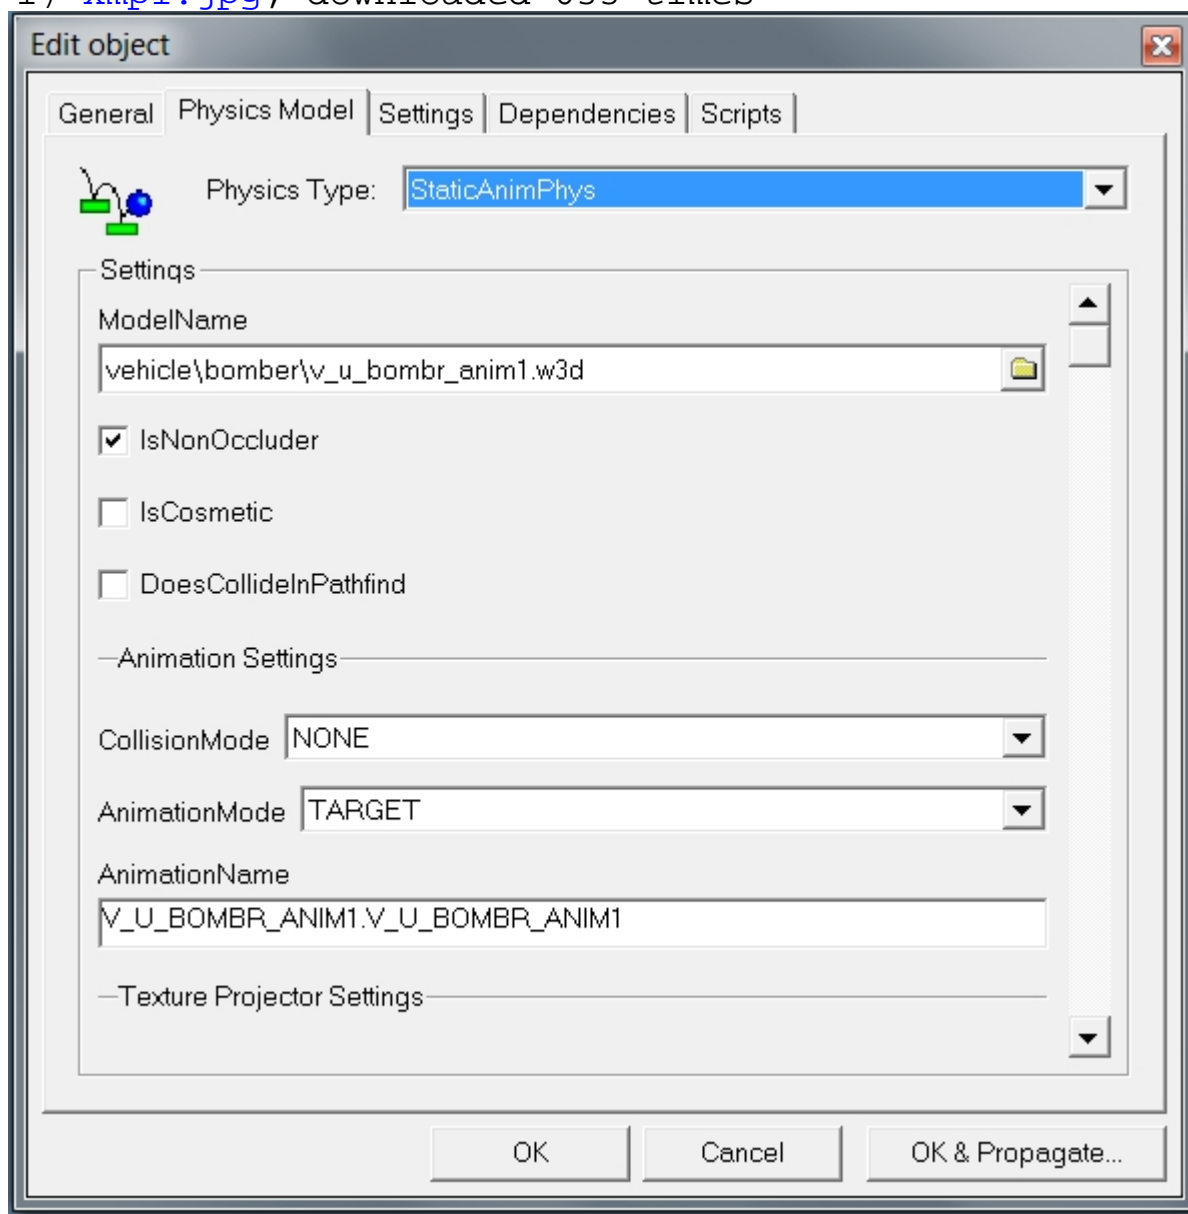 Edit object
General Physics Model Settings Dependencies Scripts
Physics Type: StaticAnimPhys
Settings
ModelName
vehicle\bomber\v_u_bombr_anim1.w3d
IsNonOccluder
IsCosmetic
DoesCollideInPathfind
Animation Settings
CollisionMode NONE
AnimationMode TARGET
AnimationName
V_U_BOMBR_ANIM1.V_U_BOMBR_ANIM1
Texture Projector Settings
OK Cancel OK & Propagate...